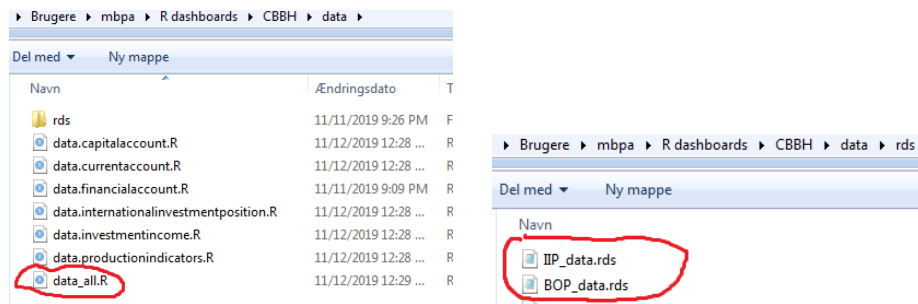 Brugere ▸ mbpa ▸ R dashboards ▸ CBBH ▸ data ▸
Del med ▾ Ny mappe
Navn Ændringsdato T
rds 11/11/2019 9:26 PM F
data.capitalaccount.R 11/12/2019 12:28 ... R
data.currentaccount.R 11/12/2019 12:28 ... R
data.financialaccount.R 11/11/2019 9:09 PM R
data.internationalinvestmentposition.R 11/12/2019 12:28 ... R
data.investmentincome.R 11/12/2019 12:28 ... R
data.productionindicators.R 11/12/2019 12:28 ... R
data_all.R 11/12/2019 12:29 ... R
Brugere ▸ mbpa ▸ R dashboards ▸ CBBH ▸ data ▸ rds
Del med ▾ Ny mappe
Navn
IIP_data.rds
BOP_data.rds